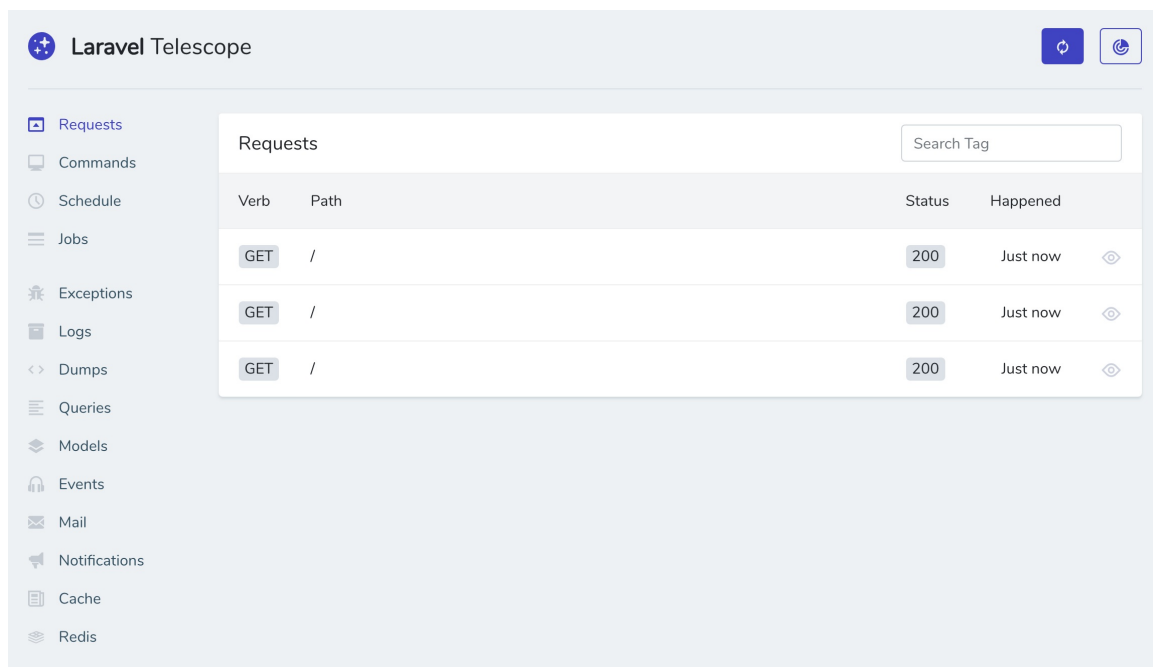 Laravel Telescope
Requests
Commands
Schedule
Jobs
Exceptions
Logs
Dumps
Queries
Models
Events
Mail
Notifications
Cache
Redis
Requests
Search Tag
Verb Path Status Happened
GET / 200 Just now
GET / 200 Just now
GET / 200 Just now